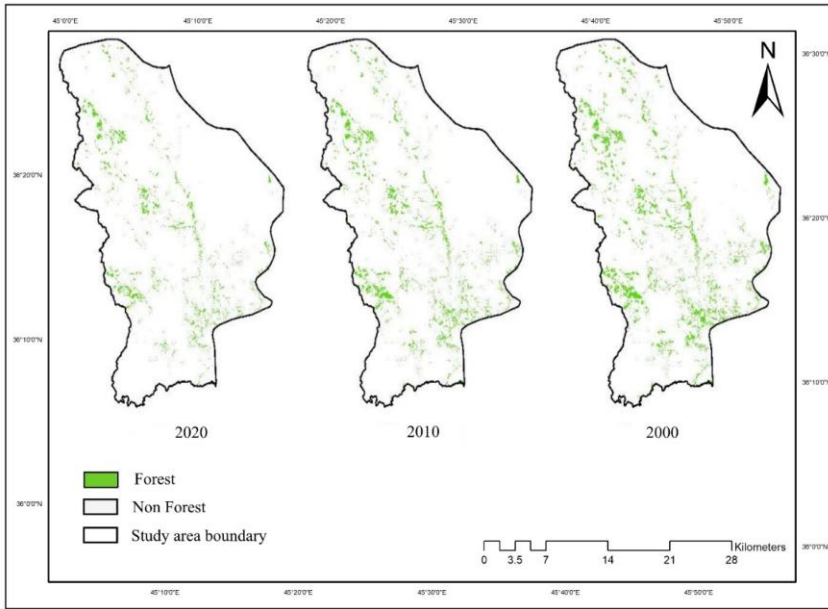 45°0'0"E 45°10'0"E 45°20'0"E 45°30'0"E 45°40'0"E 45°50'0"E
N
36°30'0"N
36°20'0"N
36°20'0"N
36°10'0"N
36°10'0"N
2020 2010 2000
Forest
36°0'0"N
Non Forest
Study area boundary
Kilometers
36°0'0"N
0 3.5 7 14 21 28
45°10'0"E 45°20'0"E 45°30'0"E 45°40'0"E 45°50'0"E